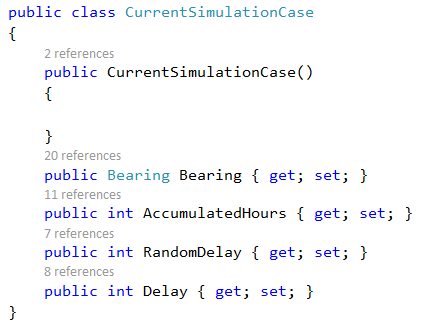 public class CurrentSimulationCase
{
2 references
public CurrentSimulationCase()
{
}
20 references
public Bearing Bearing { get; set; }
11 references
public int AccumulatedHours { get; set; }
7 references
public int RandomDelay { get; set; }
8 references
public int Delay { get; set; }
}